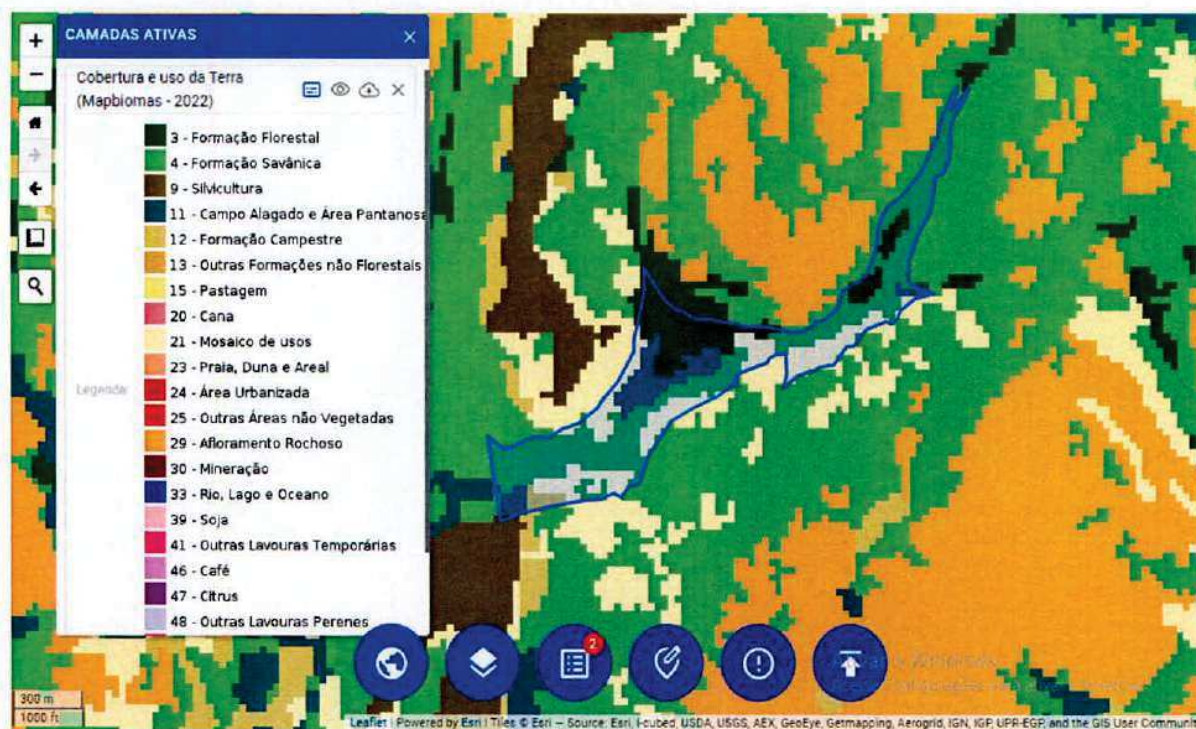 CAMADAS ATIVAS
Cobertura e uso da Terra
(Mapbiomas - 2022)
Legenda:
3 - Formação Florestal
4 - Formação Savânica
9 - Silvicultura
11 - Campo Alagado e Área Pantanosa
12 - Formação Campestre
13 - Outras Formações não Florestais
15 - Pastagem
20 - Cana
21 - Mosaico de usos
23 - Praia, Duna e Areal
24 - Área Urbanizada
25 - Outras Áreas não Vegetadas
29 - Afloramento Rochoso
30 - Mineração
33 - Rio, Lago e Oceano
39 - Soja
41 - Outras Lavouras Temporárias
46 - Café
47 - Citrus
48 - Outras Lavouras Perenes
2
300 m
1000 ft
Leaflet | Powered by Esri | Tiles © Esri — Source: Esri, i-cubed, USDA, USGS, AEX, GeoEye, Getmapping, Aerogrid, IGN, IGP, UPR-EGP, and the GIS User Communit